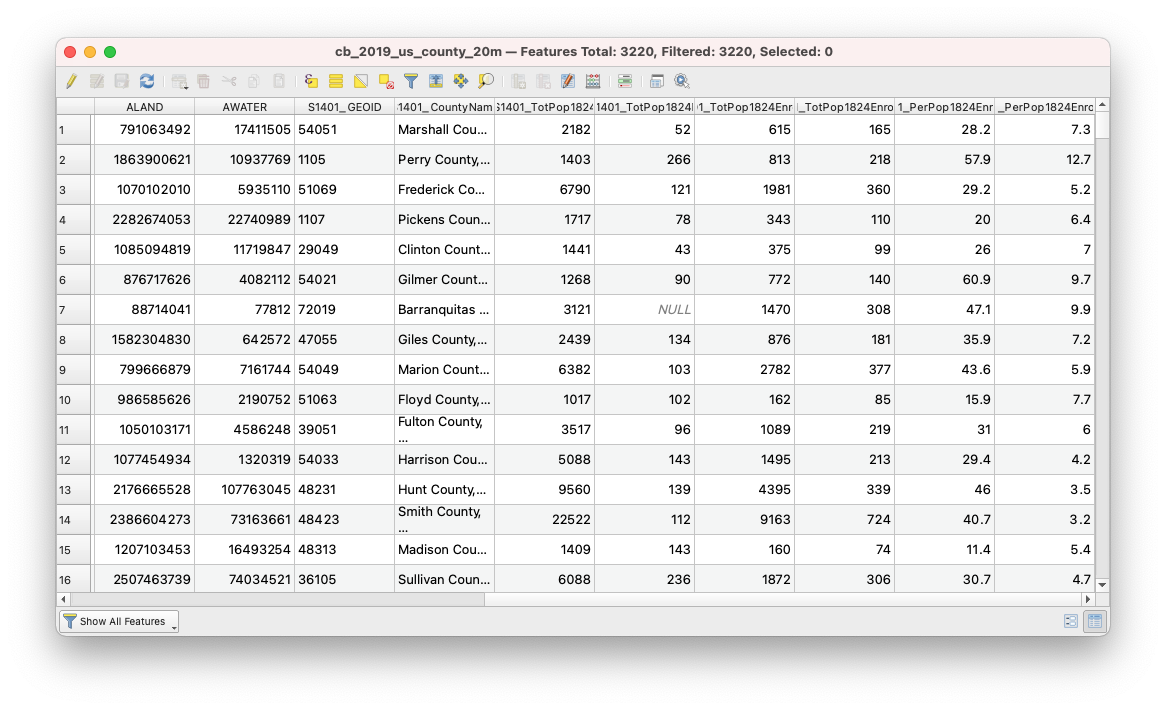 cb_2019_us_county_20m — Features Total: 3220, Filtered: 3220, Selected: 0
ALAND AWATER S1401_GEOID 1401_CountyNam S1401_TotPop1824 1401_TotPop1824 1_TotPop1824Enr _TotPop1824Enro 1_PerPop1824Enr _PerPop1824Enro
1 791063492 17411505 54051 Marshall Cou... 2182 52 615 165 28.2 7.3
2 1863900621 10937769 1105 Perry County,... 1403 266 813 218 57.9 12.7
3 1070102010 5935110 51069 Frederick Co... 6790 121 1981 360 29.2 5.2
4 2282674053 22740989 1107 Pickens Coun... 1717 78 343 110 20 6.4
5 1085094819 11719847 29049 Clinton Count... 1441 43 375 99 26 7
6 876717626 4082112 54021 Gilmer Count... 1268 90 772 140 60.9 9.7
7 88714041 77812 72019 Barranquitas ... 3121 NULL 1470 308 47.1 9.9
8 1582304830 642572 47055 Giles County,... 2439 134 876 181 35.9 7.2
9 799666879 7161744 54049 Marion Count... 6382 103 2782 377 43.6 5.9
10 986585626 2190752 51063 Floyd County,... 1017 102 162 85 15.9 7.7
11 1050103171 4586248 39051 Fulton County, ... 3517 96 1089 219 31 6
12 1077454934 1320319 54033 Harrison Cou... 5088 143 1495 213 29.4 4.2
13 2176665528 107763045 48231 Hunt County,... 9560 139 4395 339 46 3.5
14 2386604273 73163661 48423 Smith County, ... 22522 112 9163 724 40.7 3.2
15 1207103453 16493254 48313 Madison Cou... 1409 143 160 74 11.4 5.4
16 2507463739 74034521 36105 Sullivan Coun... 6088 236 1872 306 30.7 4.7
Show All Features